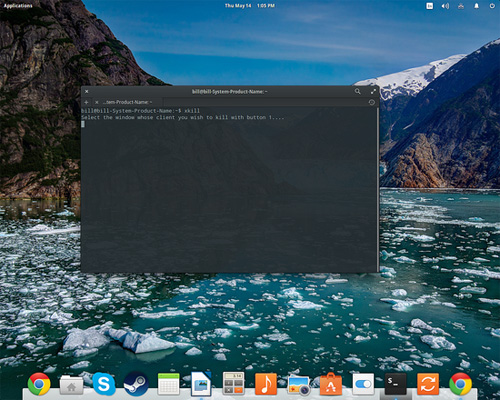 Applications
Thu May 14 1:05 PM
bill@bill-System-Product-Name: ~
...tem-Product-Name: ~
bill@bill-System-Product-Name:~$ xkill
Select the window whose client you wish to kill with button 1....